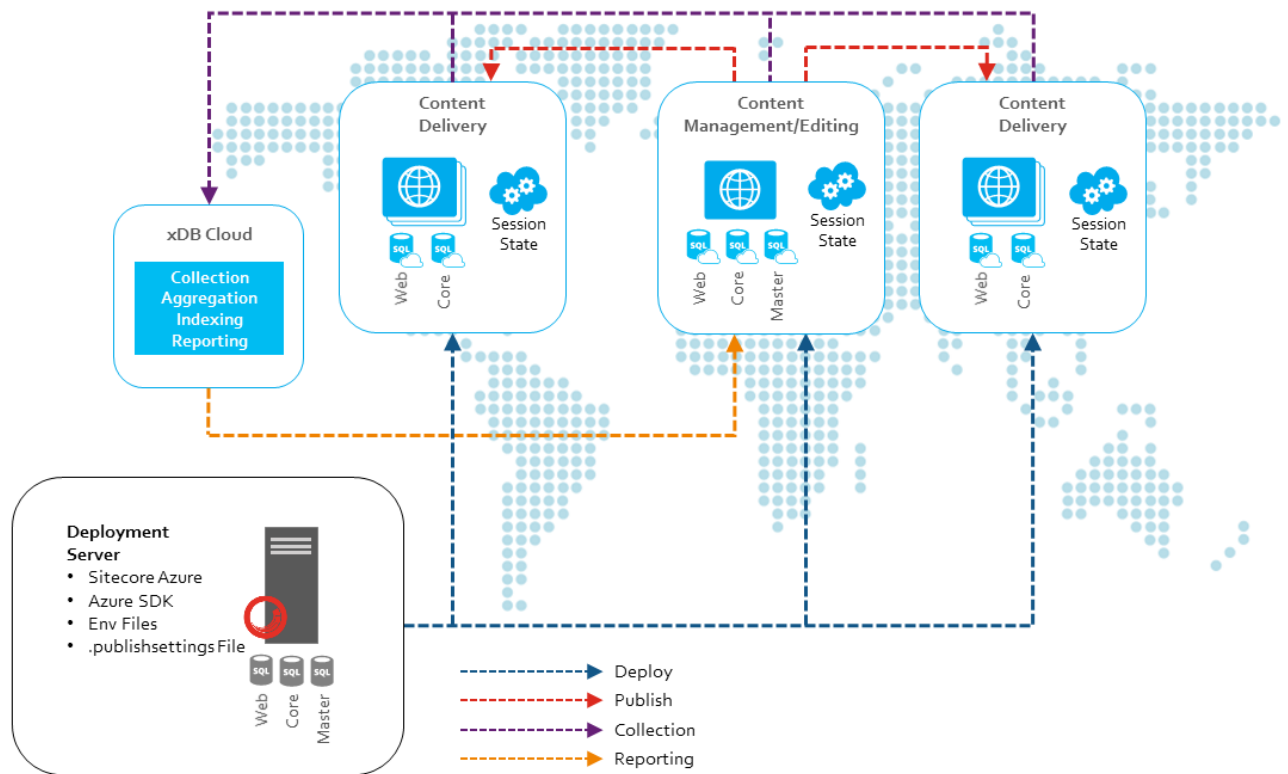 Content
Delivery
SQL
SQL
Web
Core
Session
State
Content
Management/Editing
SQL
SQL
SQL
Web
Core
Master
Session
State
Content
Delivery
SQL
SQL
Web
Core
Session
State
xDB Cloud
Collection
Aggregation
Indexing
Reporting
Deployment
Server
• Sitecore Azure
• Azure SDK
• Env Files
• .publishsettings File
SQL
SQL
SQL
Web
Core
Master
Deploy
Publish
Collection
Reporting